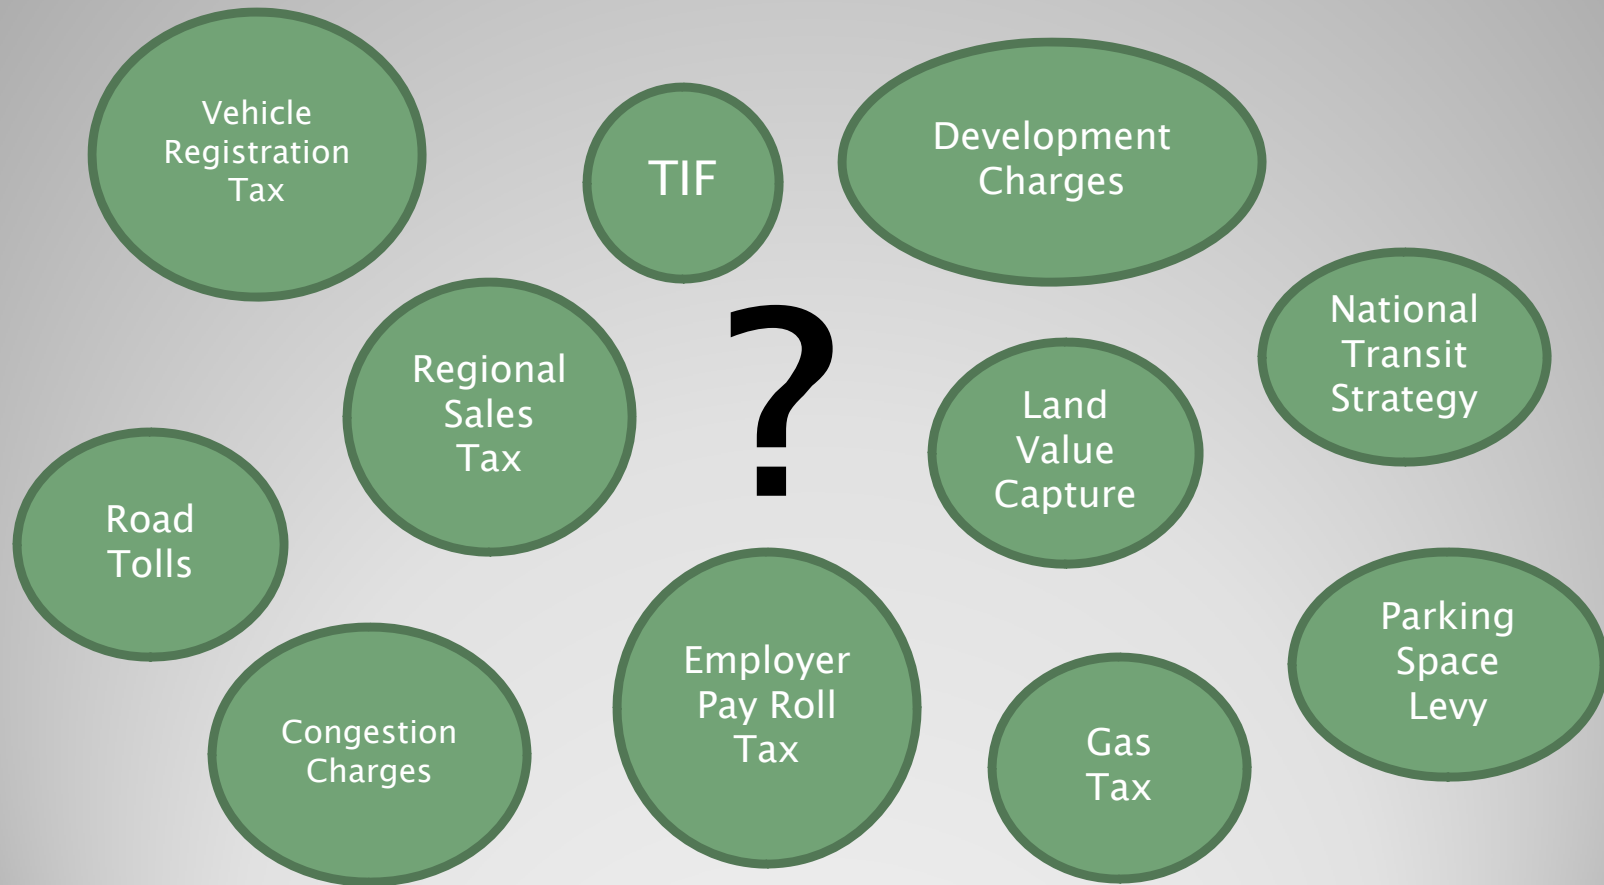 Vehicle
Registration
Tax
TIF
Development
Charges
National
Transit
Strategy
Regional
Sales
Tax
?
Land
Value
Capture
Road
Tolls
Parking
Space
Levy
Employer
Pay Roll
Tax
Congestion
Charges
Gas
Tax